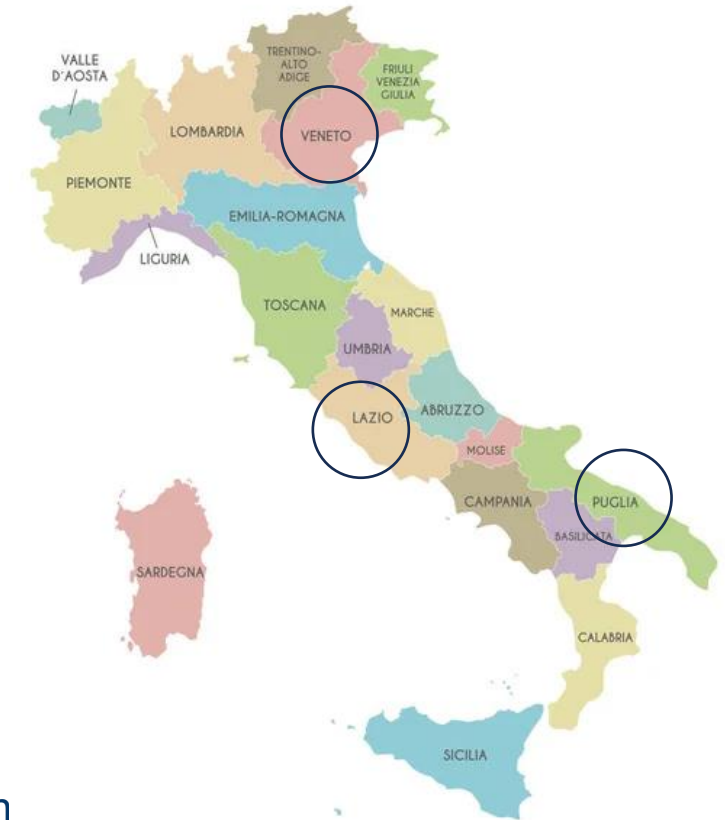 VALLE
D'AOSTA
TRENTINO-
ALTO
ADIGE
FRIULI
VENEZIA
GIULIA
LOMBARDIA
VENETO
PIEMONTE
EMILIA-ROMAGNA
LIGURIA
TOSCANA
MARCHE
UMBRIA
LAZIO
ABRUZZO
MOLISE
CAMPANIA
PUGLIA
BASILICATA
SARDEGNA
CALABRIA
SICILIA